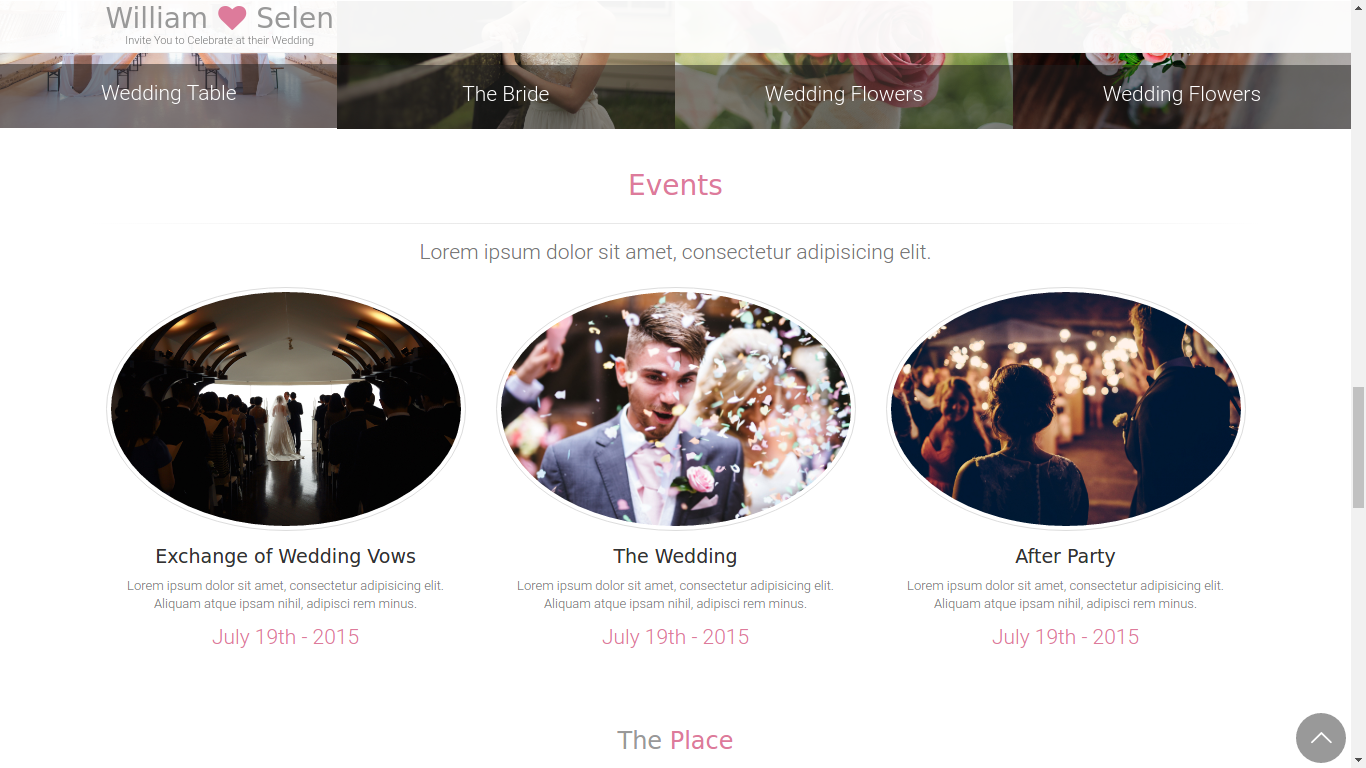 William Selen
Invite You to Celebrate at their Wedding
Wedding Table
The Bride
Wedding Flowers
Wedding Flowers
Events
Lorem ipsum dolor sit amet, consectetur adipisicing elit.
Exchange of Wedding Vows
Lorem ipsum dolor sit amet, consectetur adipisicing elit.
Aliquam atque ipsam nihil, adipisci rem minus.
July 19th - 2015
The Wedding
Lorem ipsum dolor sit amet, consectetur adipisicing elit.
Aliquam atque ipsam nihil, adipisci rem minus.
July 19th - 2015
After Party
Lorem ipsum dolor sit amet, consectetur adipisicing elit.
Aliquam atque ipsam nihil, adipisci rem minus.
July 19th - 2015
The Place